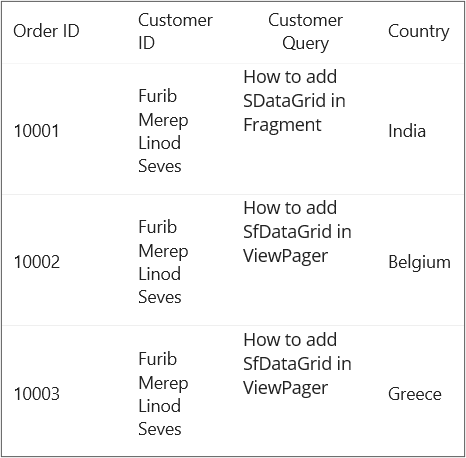 Order ID
Customer
ID
Customer
Query
Country
10001
Furib
Merep
Linod
Seves
How to add
SDataGrid in
Fragment
India
10002
Furib
Merep
Linod
Seves
How to add
SfDataGrid in
ViewPager
Belgium
10003
Furib
Merep
Linod
Seves
How to add
SfDataGrid in
ViewPager
Greece